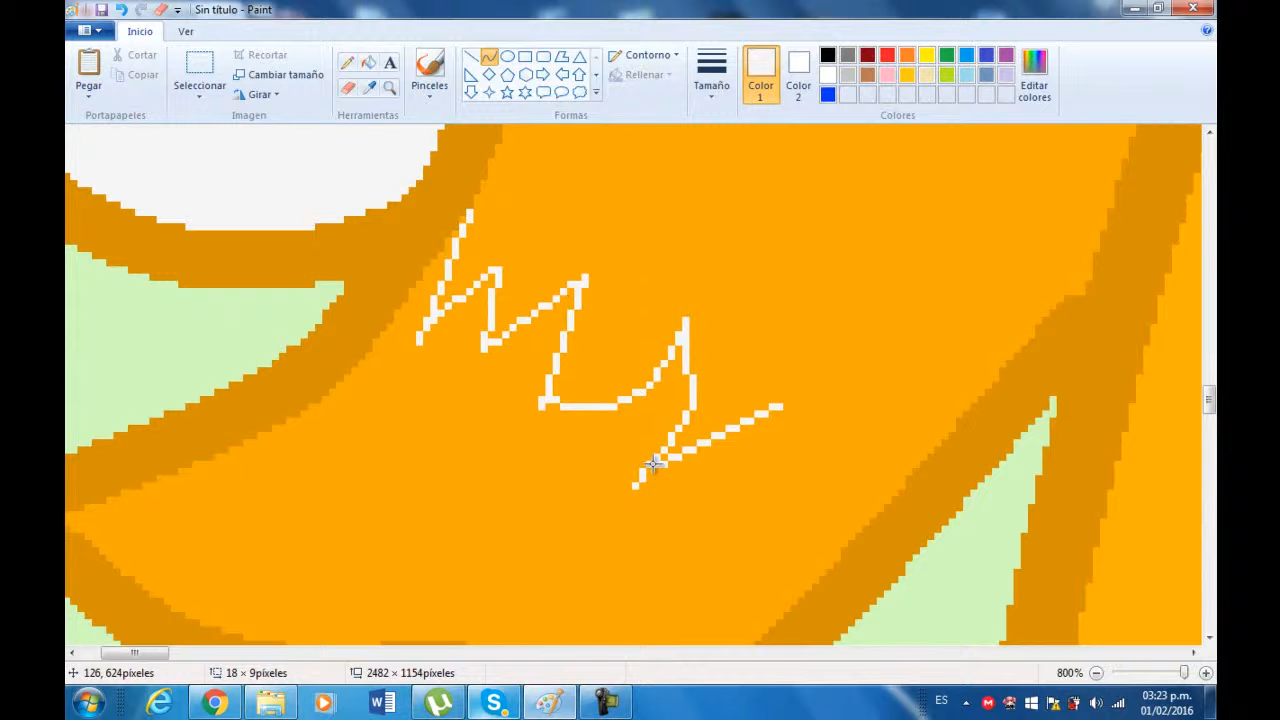 Sin título - Paint
Inicio Ver
Pegar
Cortar
Copiar
Portapapeles
Seleccionar
Recortar
Cambiar tamaño
Girar
Imagen
A
Herramientas
Pinceles
Contorno
Rellenar
Formas
Tamaño
Color 1
Color 2
Editar colores
Colores
126, 624píxeles 18 × 9píxeles 2482 × 1154píxeles 800%
ES 03:23 p.m.
01/02/2016